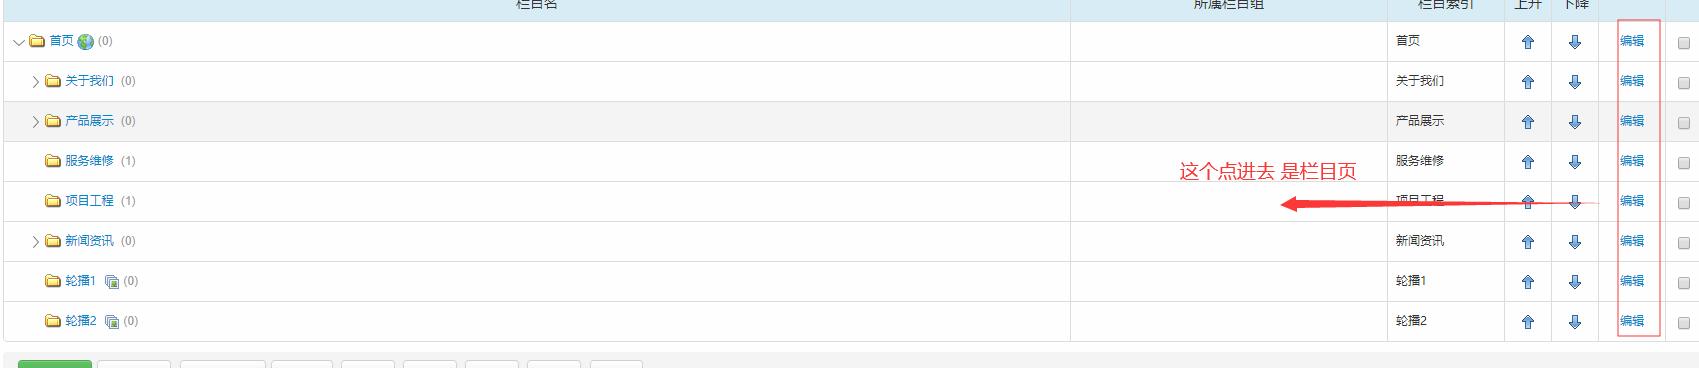 栏目名 所属栏目组 栏目索引 上升 下降
首页 (0) 首页 编辑
关于我们 (0) 关于我们 编辑
产品展示 (0) 产品展示 编辑
服务维修 (1) 服务维修 编辑
这个点进去 是栏目页
项目工程 (1) 项目工程 编辑
新闻资讯 (0) 新闻资讯 编辑
轮播1 (0) 轮播1 编辑
轮播2 (0) 轮播2 编辑